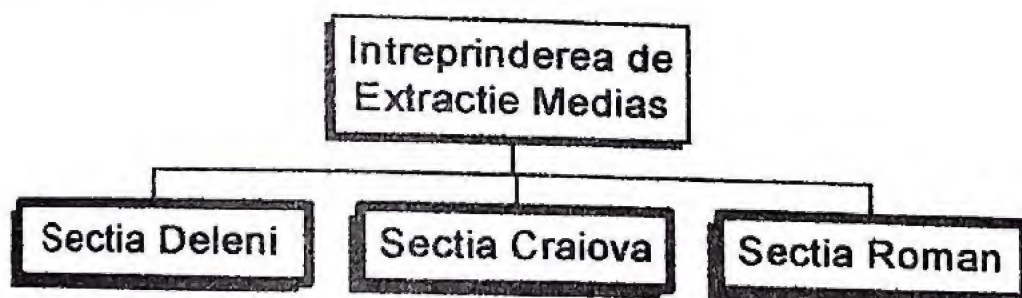 Intreprinderea de
Extractie Medias
Sectia Deleni
Sectia Craiova
Sectia Roman